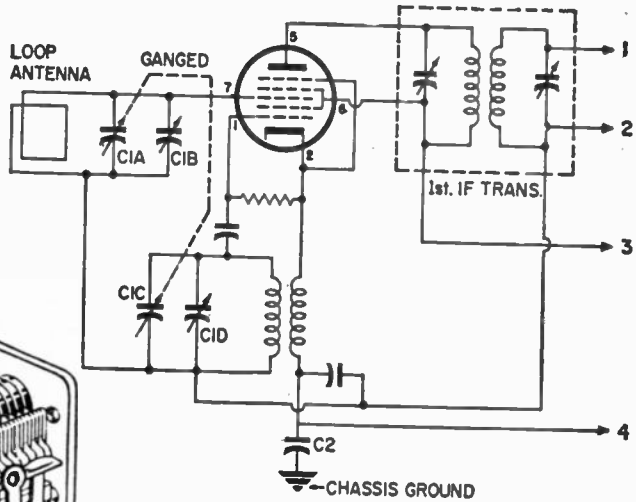 LOOP
ANTENNA
GANGED
C1A
C1B
7
5
1
6
2
1st. IF TRANS.
1
2
3
4
C1C
C1D
C2
CHASSIS GROUND